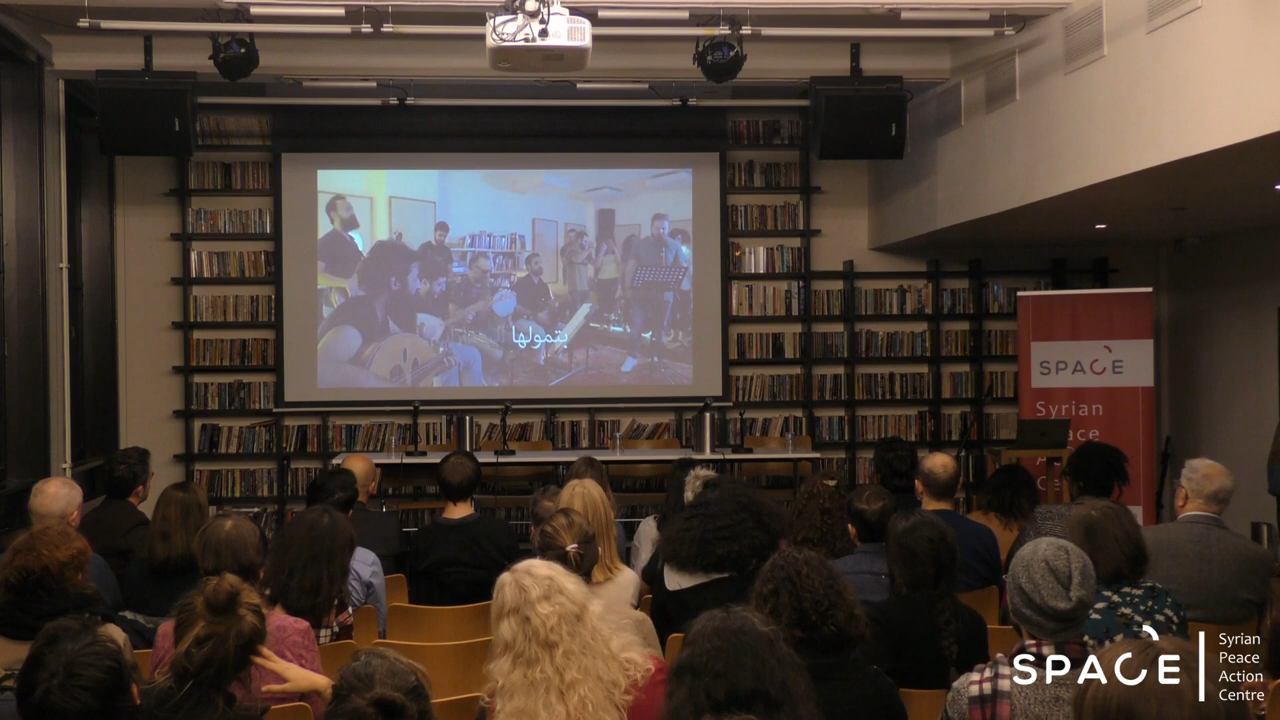 بتمولها
SPACE
Syrian
SPACE
Syrian
Peace
Action
Centre